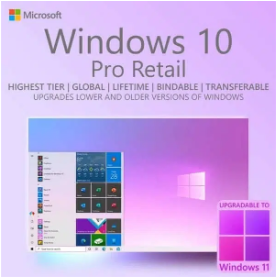 Microsoft
Windows 10
Pro Retail
HIGHEST TIER | GLOBAL | LIFETIME | BINDABLE | TRANSFERABLE
UPGRADES LOWER AND OLDER VERSIONS OF WINDOWS
UPGRADABLE TO
Windows 11